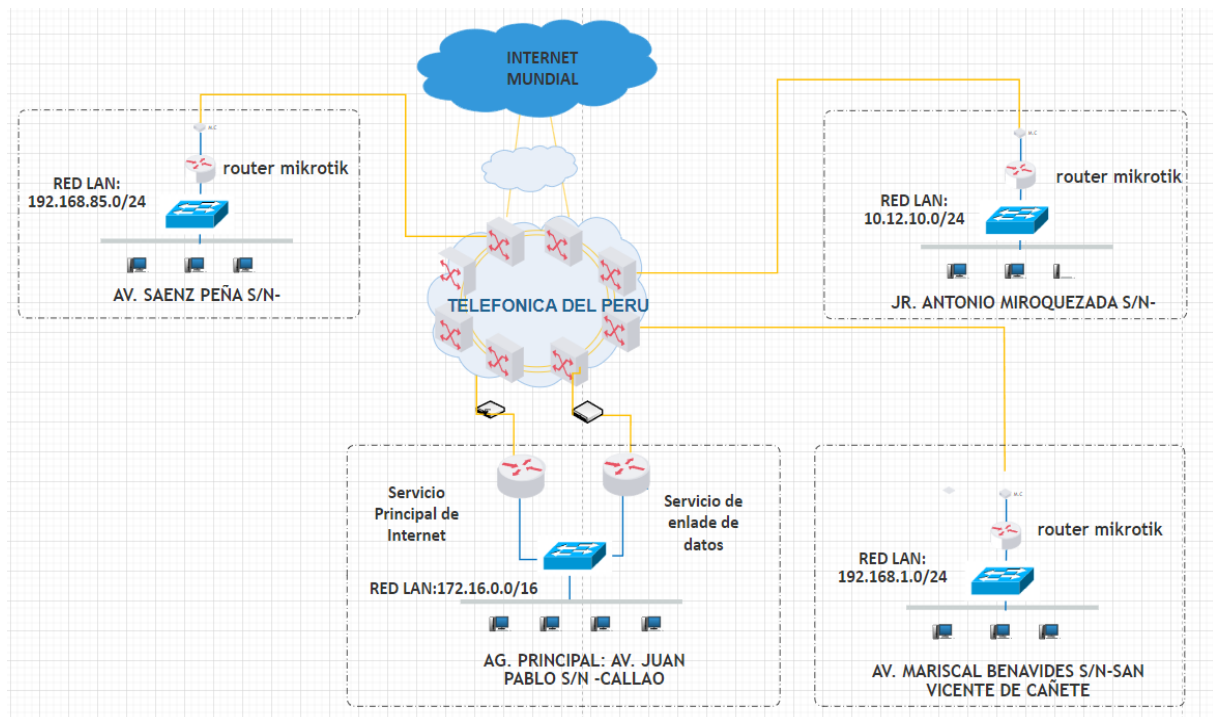 INTERNET
MUNDIAL
M.C
router mikrotik
RED LAN:
192.168.85.0/24
AV. SAENZ PEÑA S/N-
M.C
router mikrotik
RED LAN:
10.12.10.0/24
JR. ANTONIO MIROQUEZADA S/N-
TELEFONICA DEL PERU
Servicio
Principal de
Internet
Servicio de
enlade de
datos
RED LAN:172.16.0.0/16
AG. PRINCIPAL: AV. JUAN
PABLO S/N -CALLAO
M.C
router mikrotik
RED LAN:
192.168.1.0/24
AV. MARISCAL BENAVIDES S/N-SAN
VICENTE DE CAÑETE